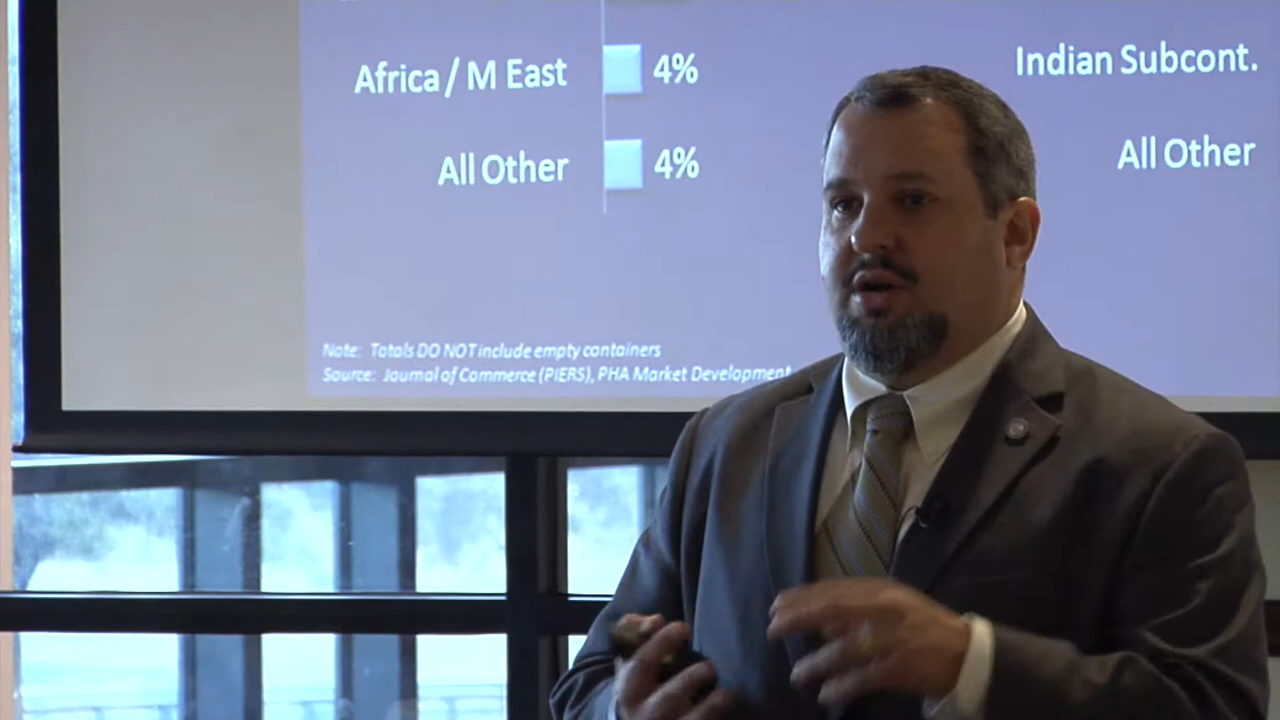 Africa / M East 4%
All Other 4%
Indian Subcont.
All Other
Note: Totals DO NOT include empty containers
Source: Journal of Commerce (PIERS), PHA Market Development